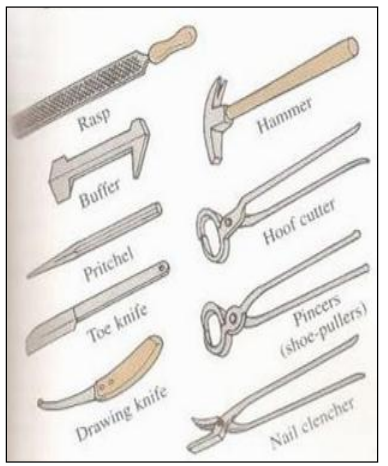 Rasp
Hammer
Buffer
Hoof cutter
Pritchel
Toe knife
Pincers
(shoe-pullers)
Drawing knife
Nail clencher